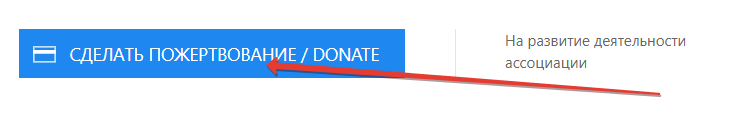 СДЕЛАТЬ ПОЖЕРТВОВАНИЕ / DONATE
На развитие деятельности
ассоциации